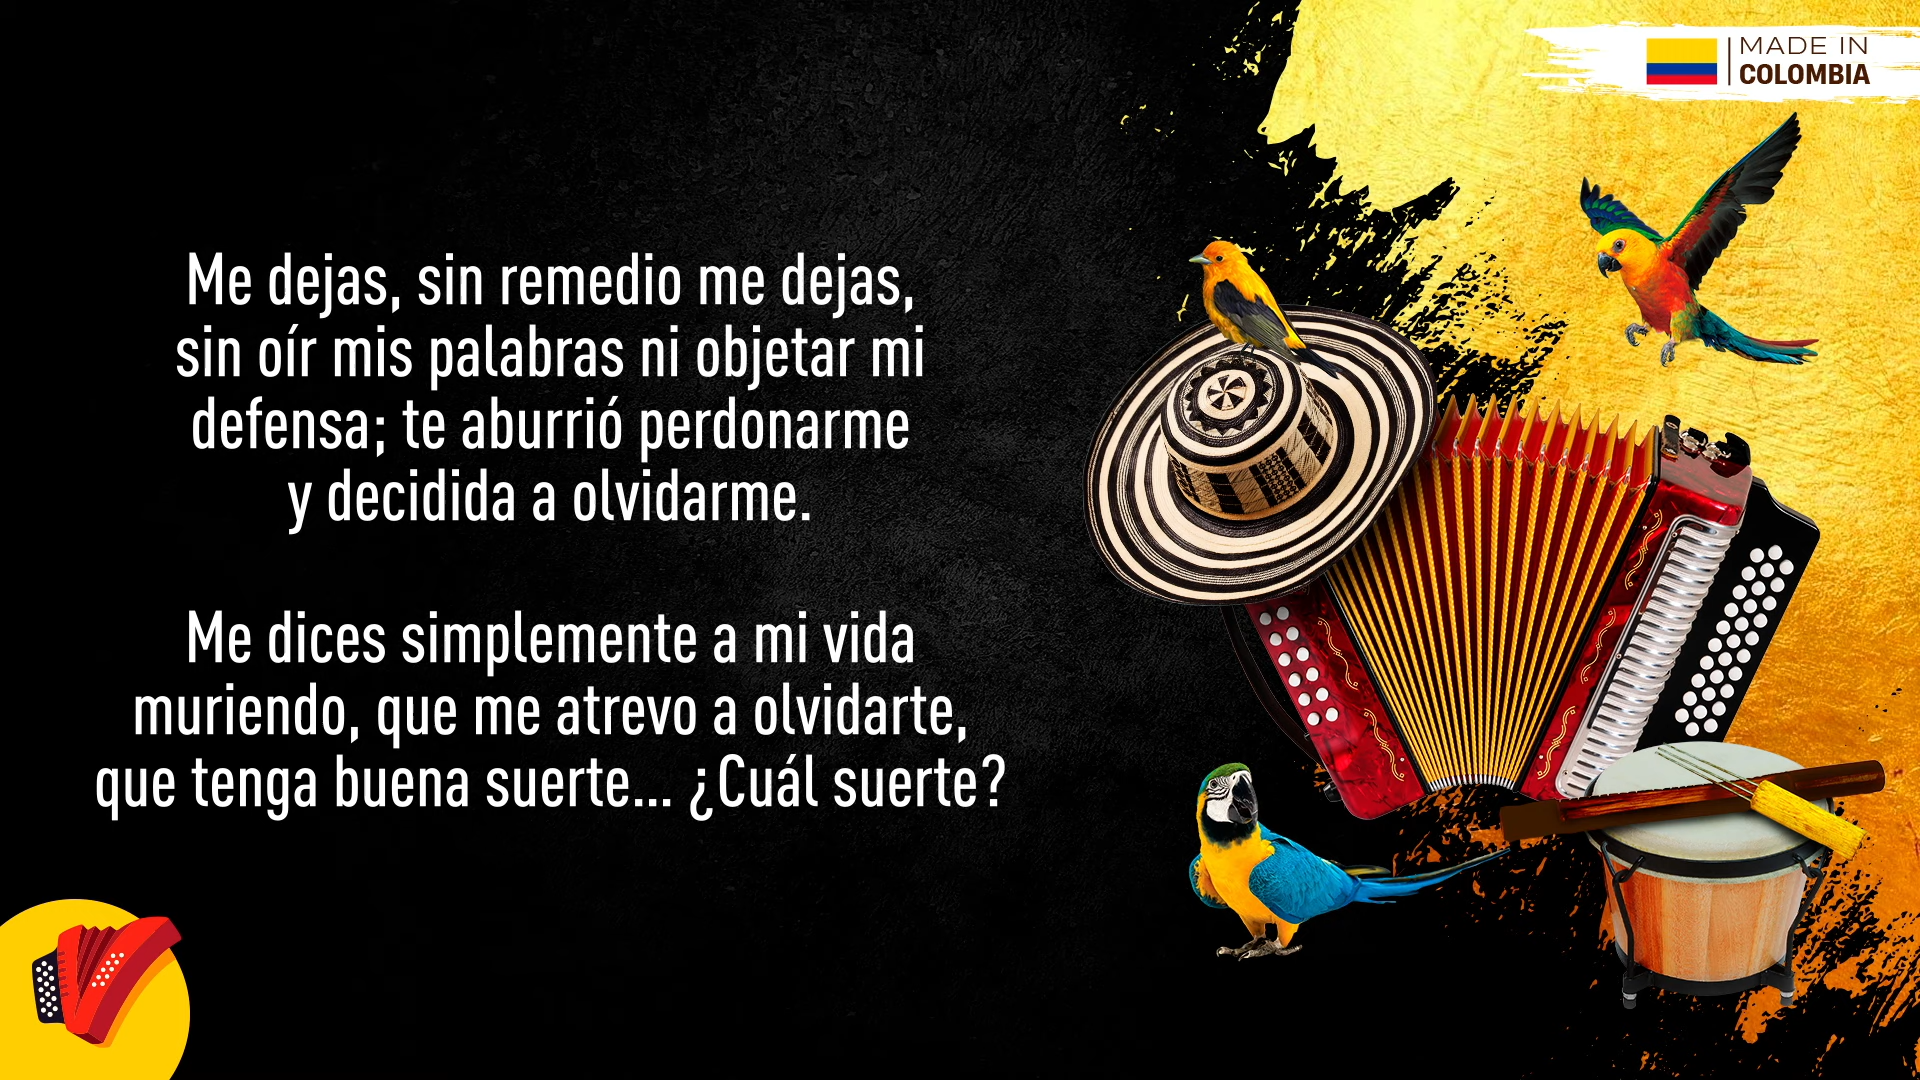 MADE IN
COLOMBIA
Me dejas, sin remedio me dejas,
sin oír mis palabras ni objetar mi
defensa; te aburrió perdonarme
y decidida a olvidarme.
Me dices simplemente a mi vida
muriendo, que me atrevo a olvidarte,
que tenga buena suerte... ¿Cuál suerte?